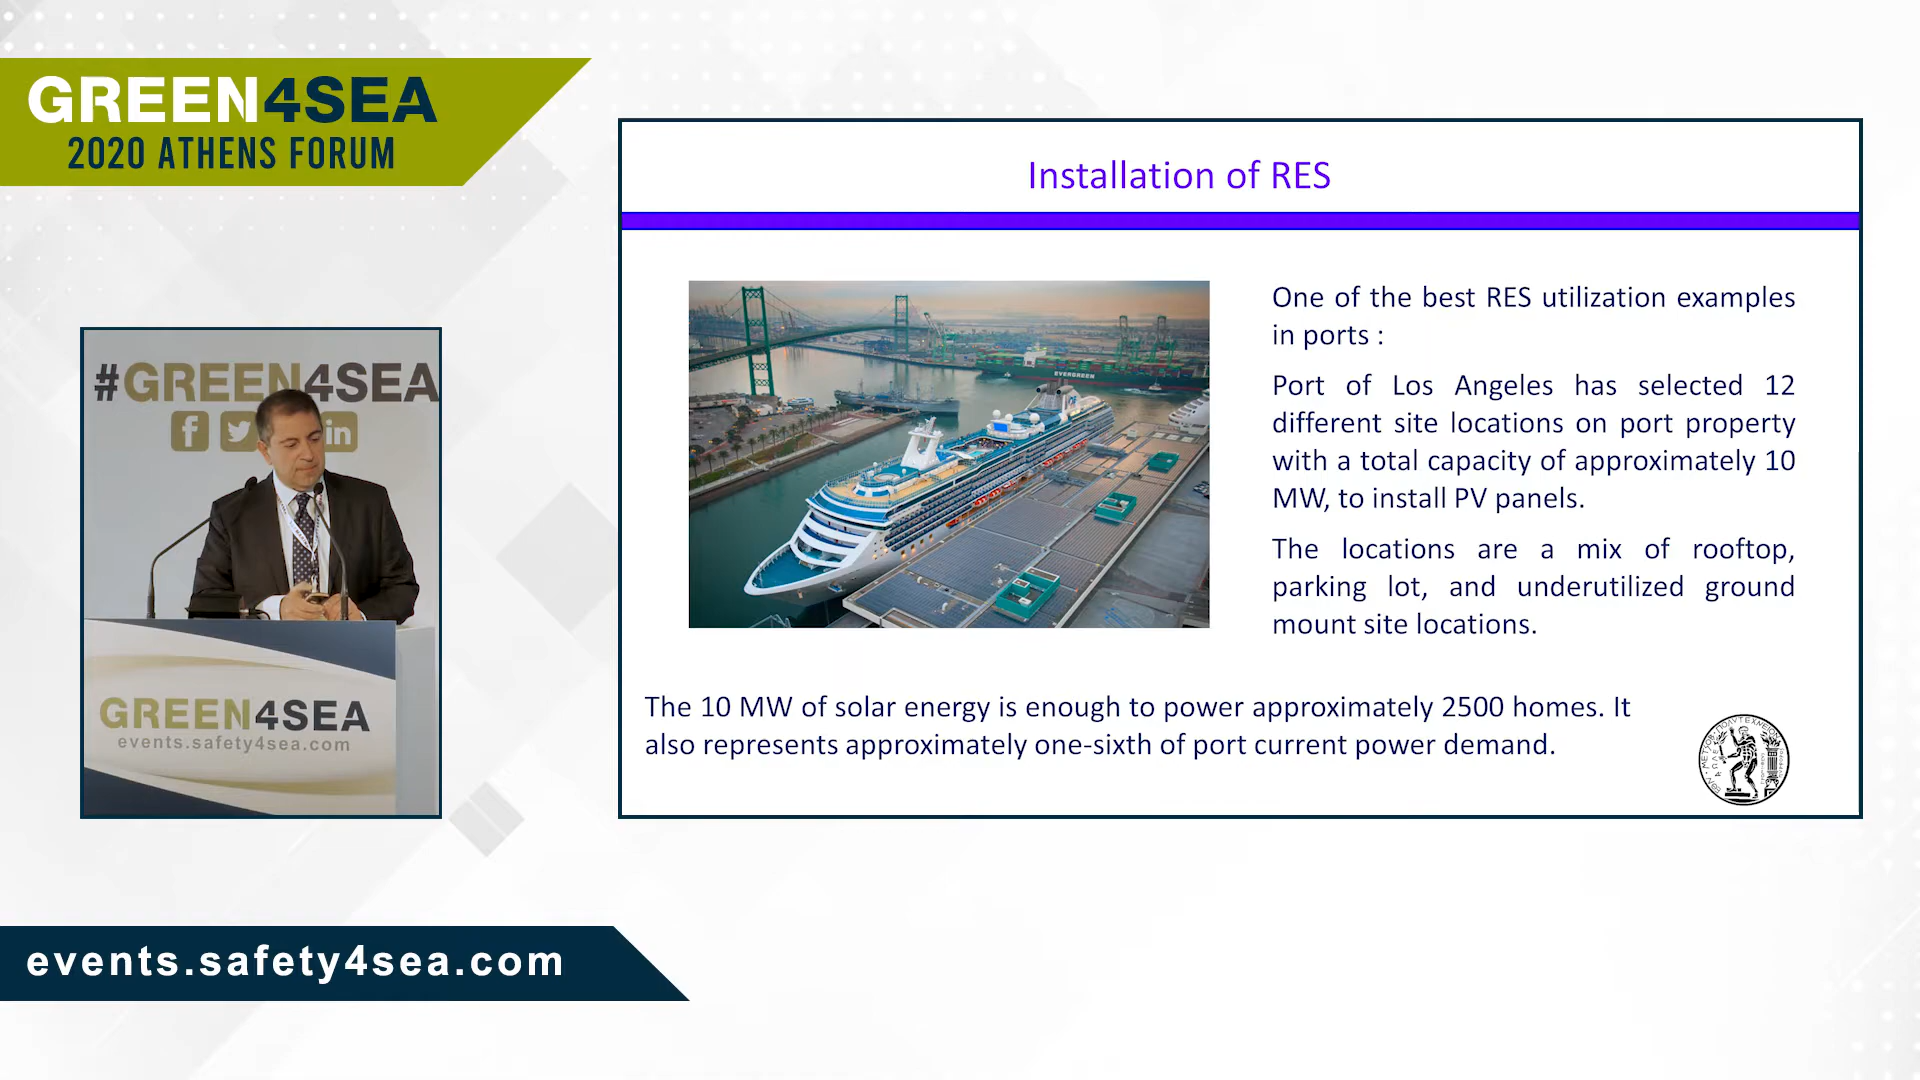 GREEN4SEA
2020 ATHENS FORUM
#GREEN4SEA
GREEN4SEA
events.safety4sea.com
Installation of RES
EVERGREEN
One of the best RES utilization examples
in ports :
Port of Los Angeles has selected 12
different site locations on port property
with a total capacity of approximately 10
MW, to install PV panels.
The locations are a mix of rooftop,
parking lot, and underutilized ground
mount site locations.
The 10 MW of solar energy is enough to power approximately 2500 homes. It
also represents approximately one-sixth of port current power demand.
events.safety4sea.com